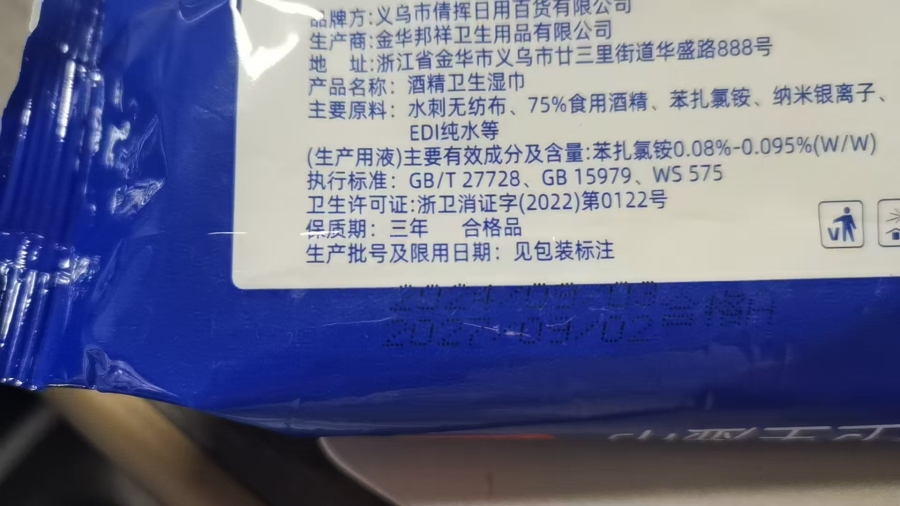 品牌方:义乌市倩挥日用百货有限公司
生产商:金华邦祥卫生用品有限公司
地 址:浙江省金华市义乌市廿三里街道华盛路888号
产品名称：酒精卫生湿巾
主要原料：水刺无纺布、75%食用酒精、苯扎氯铵、纳米银离子、
EDI纯水等
(生产用液)主要有效成分及含量:苯扎氯铵0.08%-0.095%(W/W)
执行标准：GB/T 27728、GB 15979、WS 575
卫生许可证:浙卫消证字(2022)第0122号
保质期：三年 合格品
生产批号及限用日期：见包装标注
2027/03/02 合格H